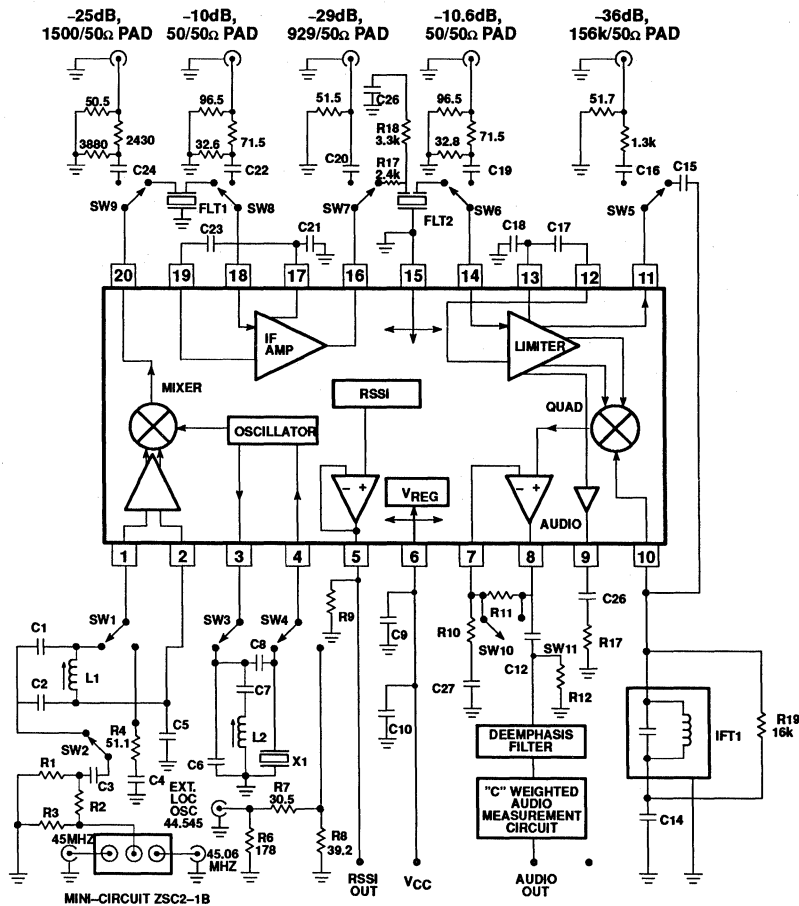 –25dB,
1500/50Ω PAD
–10dB,
50/50Ω PAD
–29dB,
929/50Ω PAD
–10.6dB,
50/50Ω PAD
–36dB,
156k/50Ω PAD
50.5
2430
3880
C24
96.5
71.5
32.6
C22
51.5
C20
C26
R18
3.3k
R17
2.4k
96.5
71.5
32.8
C19
51.7
1.3k
C16
C15
SW9
FLT1
SW8
SW7
FLT2
SW6
SW5
C23
C21
C18
C17
20
19
18
17
16
15
14
13
12
11
IF
AMP
LIMITER
MIXER
RSSI
QUAD
OSCILLATOR
– +
VREG
– +
AUDIO
1
2
3
4
5
6
7
8
9
10
SW1
C1
L1
C2
SW2
R4
51.1
C5
R1
C3
C4
R2
R3
45MHZ
45.06
MHZ
MINI–CIRCUIT ZSC2–1B
SW3
SW4
C8
C7
L2
C6
X1
EXT.
LOC
OSC
44.545
R7
30.5
R6
178
R8
39.2
R9
RSSI
OUT
C9
C10
VCC
R10
R11
SW10
SW11
C12
R12
C27
C26
R17
DEEMPHASIS
FILTER
"C" WEIGHTED
AUDIO
MEASUREMENT
CIRCUIT
AUDIO
OUT
IFT1
R19
16k
C14